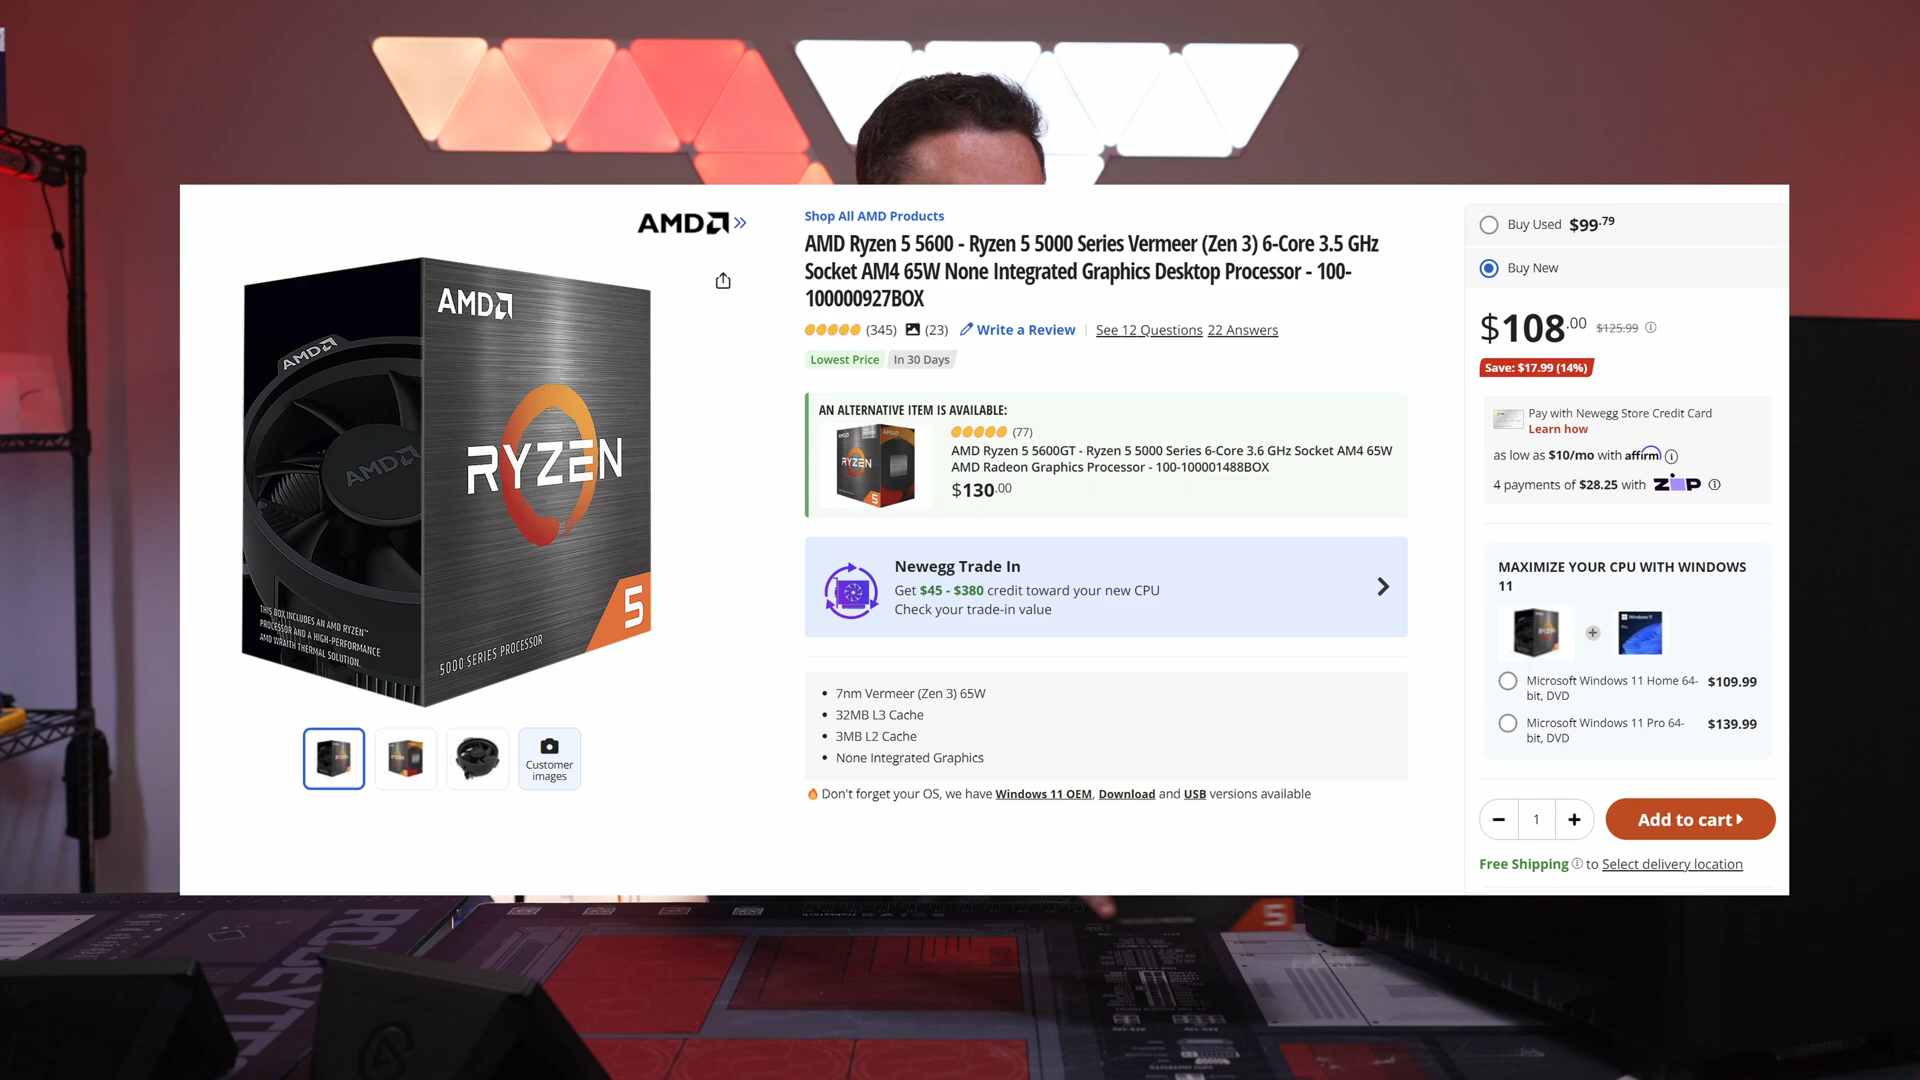 AMD
Shop All AMD Products
AMD Ryzen 5 5600 - Ryzen 5 5000 Series Vermeer (Zen 3) 6-Core 3.5 GHz
Socket AM4 65W None Integrated Graphics Desktop Processor - 100-
100000927BOX
(345) (23) Write a Review See 12 Questions 22 Answers
Lowest Price In 30 Days
AN ALTERNATIVE ITEM IS AVAILABLE:
(77)
AMD Ryzen 5 5600GT - Ryzen 5 5000 Series 6-Core 3.6 GHz Socket AM4 65W
AMD Radeon Graphics Processor - 100-100001488BOX
$130.00
RYZEN
5
Newegg Trade In
Get $45 - $380 credit toward your new CPU
Check your trade-in value
7nm Vermeer (Zen 3) 65W
32MB L3 Cache
3MB L2 Cache
None Integrated Graphics
Don't forget your OS, we have Windows 11 OEM, Download and USB versions available
AMD
AMD
AMD
RYZEN
5
THIS BOX INCLUDES AN AMD RYZEN™
PROCESSOR AND A HIGH-PERFORMANCE
AMD WRAITH THERMAL SOLUTION.
5000 SERIES PROCESSOR
Customer
images
Buy Used $99.79
Buy New
$108.00 $125.99
Save: $17.99 (14%)
Pay with Newegg Store Credit Card
Learn how
as low as $10/mo with affirm
4 payments of $28.25 with ZIP
MAXIMIZE YOUR CPU WITH WINDOWS
11
Microsoft Windows 11 Home 64-
bit, DVD
$109.99
Microsoft Windows 11 Pro 64-
bit, DVD
$139.99
1
Add to cart
Free Shipping to Select delivery location
5